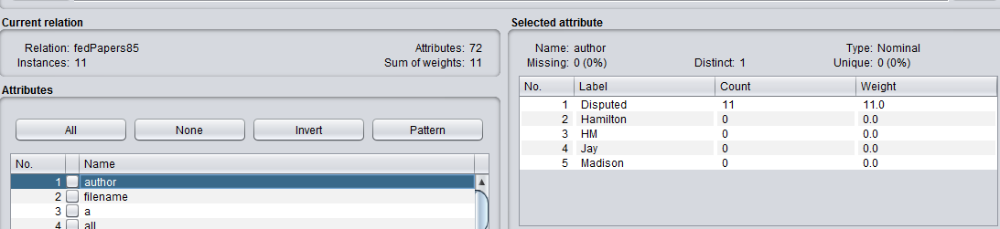 Current relation
Relation: fedPapers85 Attributes: 72
Instances: 11 Sum of weights: 11
Attributes
All None Invert Pattern
No. Name
1 author
2 filename
3 a
4 all
Selected attribute
Name: author Type: Nominal
Missing: 0 (0%) Distinct: 1 Unique: 0 (0%)
No. Label Count Weight
1 Disputed 11 11.0
2 Hamilton 0 0.0
3 HM 0 0.0
4 Jay 0 0.0
5 Madison 0 0.0